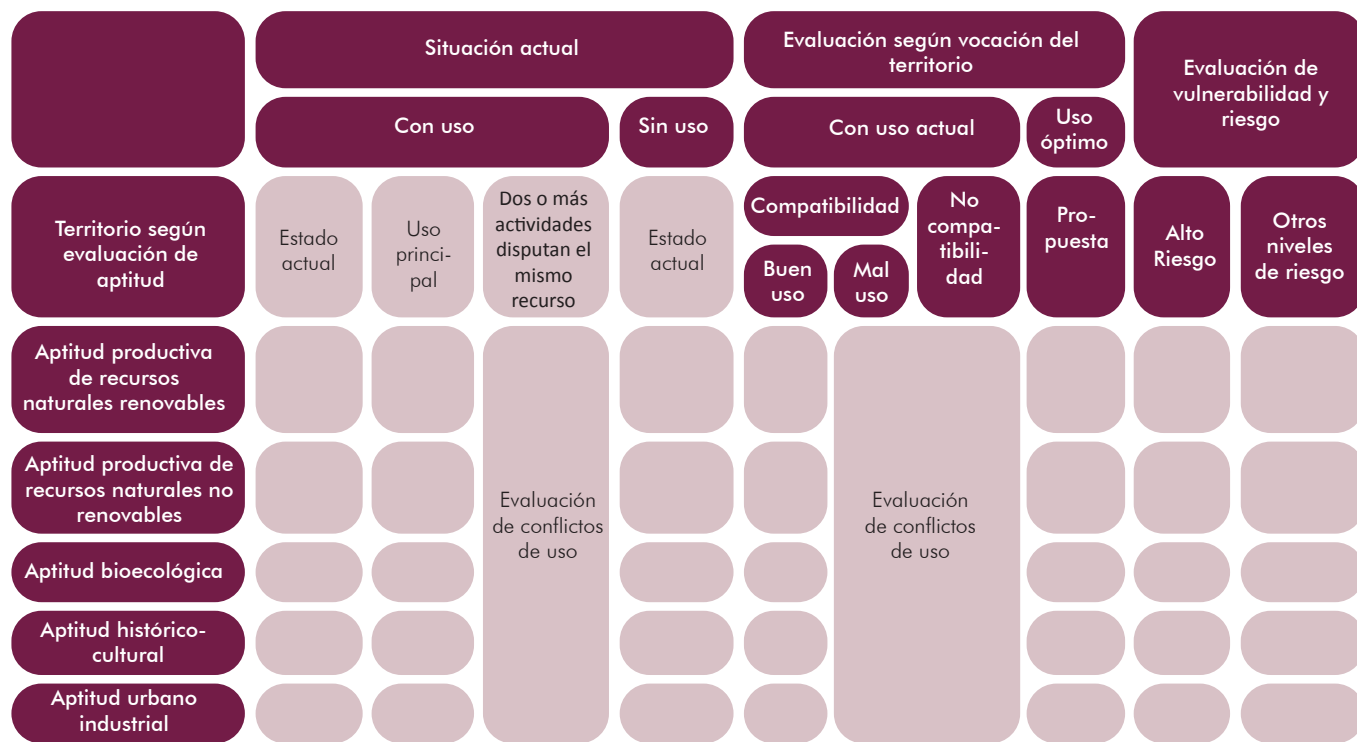 Situación actual
Evaluación según vocación del
territorio
Evaluación de
vulnerabilidad y
riesgo
Con uso
Sin uso
Con uso actual
Uso
óptimo
Territorio según
evaluación de
aptitud
Estado
actual
Uso
princi-
pal
Dos o más
actividades
disputan el
mismo
recurso
Estado
actual
Compatibilidad
Buen
uso
Mal
uso
No
compa-
tibili-
dad
Pro-
puesta
Alto
Riesgo
Otros
niveles
de riesgo
Aptitud productiva
de recursos
naturales renovables
Aptitud productiva de
recursos naturales no
renovables
Evaluación
de conflictos
de uso
Evaluación
de conflictos
de uso
Aptitud bioecológica
Aptitud históricο-
cultural
Aptitud urbano
industrial